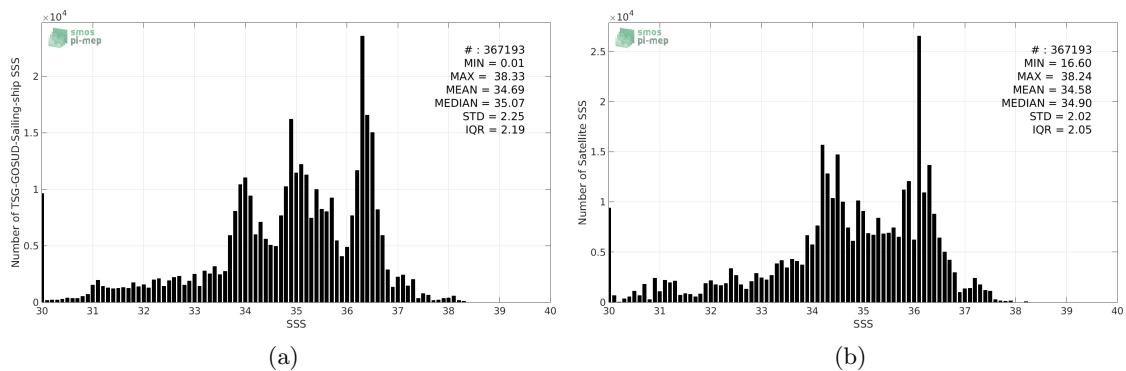 ×10⁴
smos
pi-mep
# : 367193
MIN = 0.01
MAX = 38.33
MEAN = 34.69
MEDIAN = 35.07
STD = 2.25
IQR = 2.19
Number of TSG-GOSUD-Sailing-ship SSS
2
1.5
1
0.5
0
30 31 32 33 34 35 36 37 38 39 40
SSS
(a)
×10⁴
smos
pi-mep
# : 367193
MIN = 16.60
MAX = 38.24
MEAN = 34.58
MEDIAN = 34.90
STD = 2.02
IQR = 2.05
Number of Satellite SSS
2.5
2
1.5
1
0.5
0
30 31 32 33 34 35 36 37 38 39 40
SSS
(b)